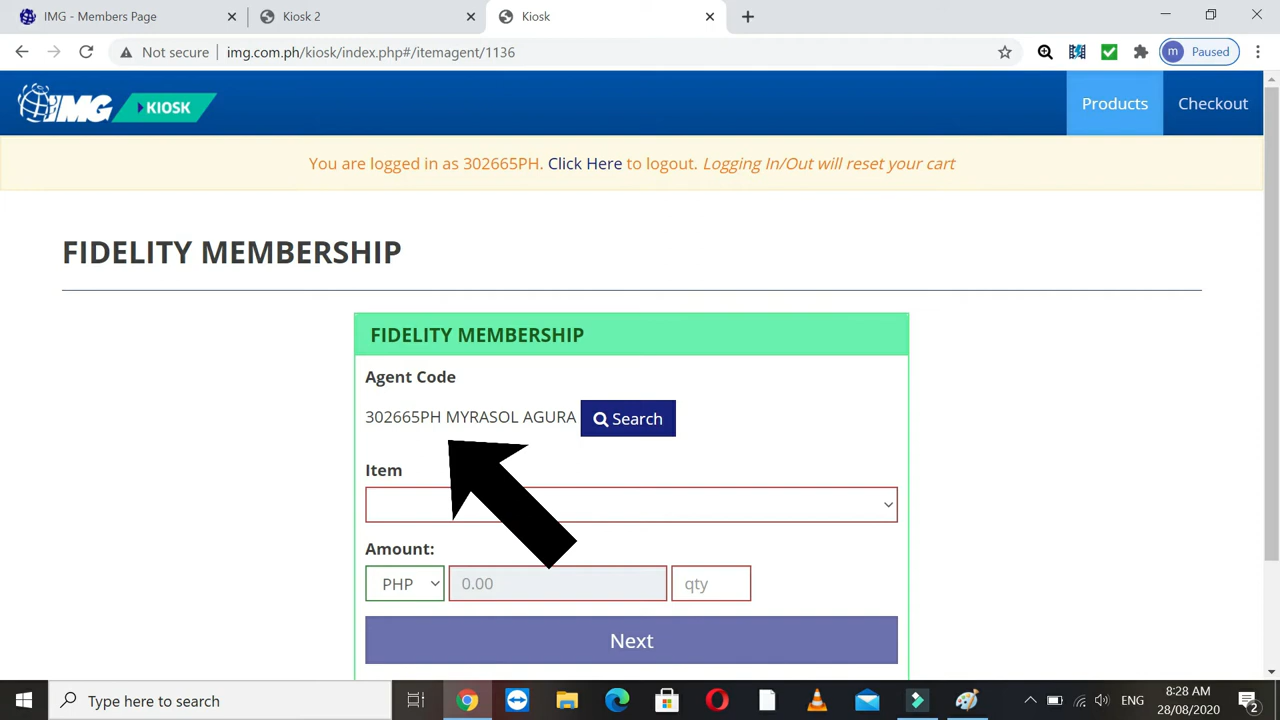 IMG - Members Page
Kiosk 2
Kiosk
Not secure
img.com.ph/kiosk/index.php#/itemagent/1136
m Paused
IMG KIOSK
Products
Checkout
You are logged in as 302665PH. Click Here to logout. Logging In/Out will reset your cart
FIDELITY MEMBERSHIP
FIDELITY MEMBERSHIP
Agent Code
302665PH MYRASOL AGURA Search
Item
Amount:
PHP 0.00 qty
Next
Type here to search
ENG
8:28 AM
28/08/2020
2